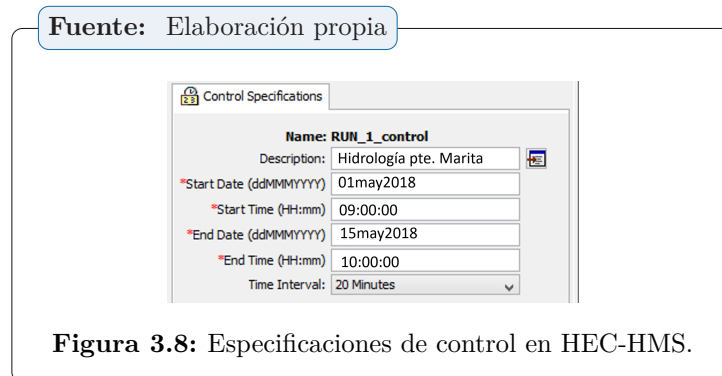 Fuente: Elaboración propia
Control Specifications
Name: RUN_1_control
Description: Hidrología pte. Marita
*Start Date (ddMMMYYYY) 01may2018
*Start Time (HH:mm) 09:00:00
*End Date (ddMMMYYYY) 15may2018
*End Time (HH:mm) 10:00:00
Time Interval: 20 Minutes
Figura 3.8: Especificaciones de control en HEC-HMS.